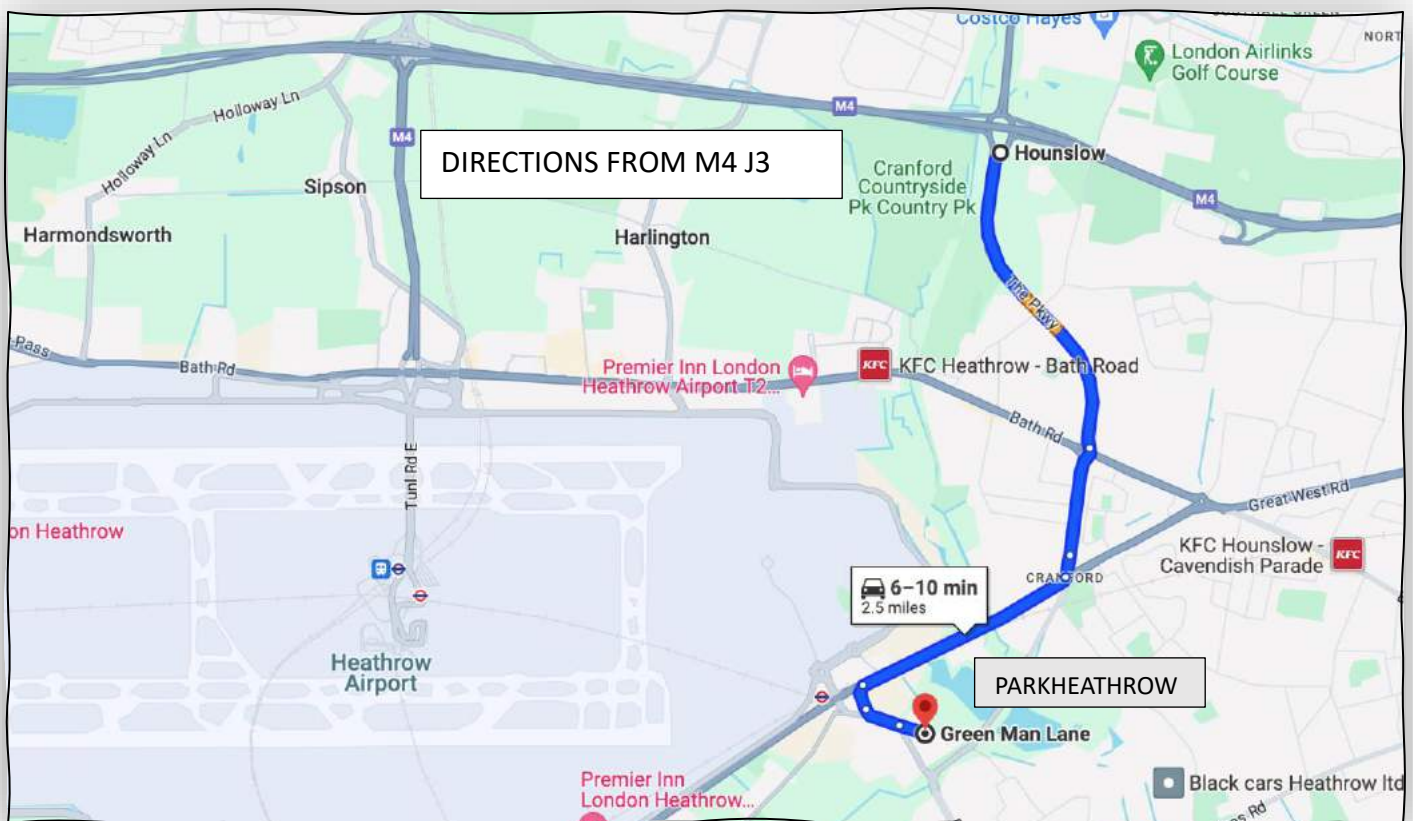 Costco Hayes
NORT
London Airlinks
Golf Course
Holloway Ln
M4
Holloway Ln
M4
DIRECTIONS FROM M4 J3
Hounslow
Cranford
Countryside
Pk Country Pk
Sipson
M4
Harmondsworth
Harlington
The Pkwy
Pass
Bath Rd
Premier Inn London
Heathrow Airport T2...
KFC
KFC Heathrow - Bath Road
Bath Rd
Tunl Rd E
Great West Rd
on Heathrow
KFC Hounslow -
Cavendish Parade
KFC
6–10 min
2.5 miles
CRANFORD
Heathrow
Airport
PARKHEATHROW
Green Man Lane
Premier Inn
London Heathrow...
Black cars Heathrow ltd
Rd